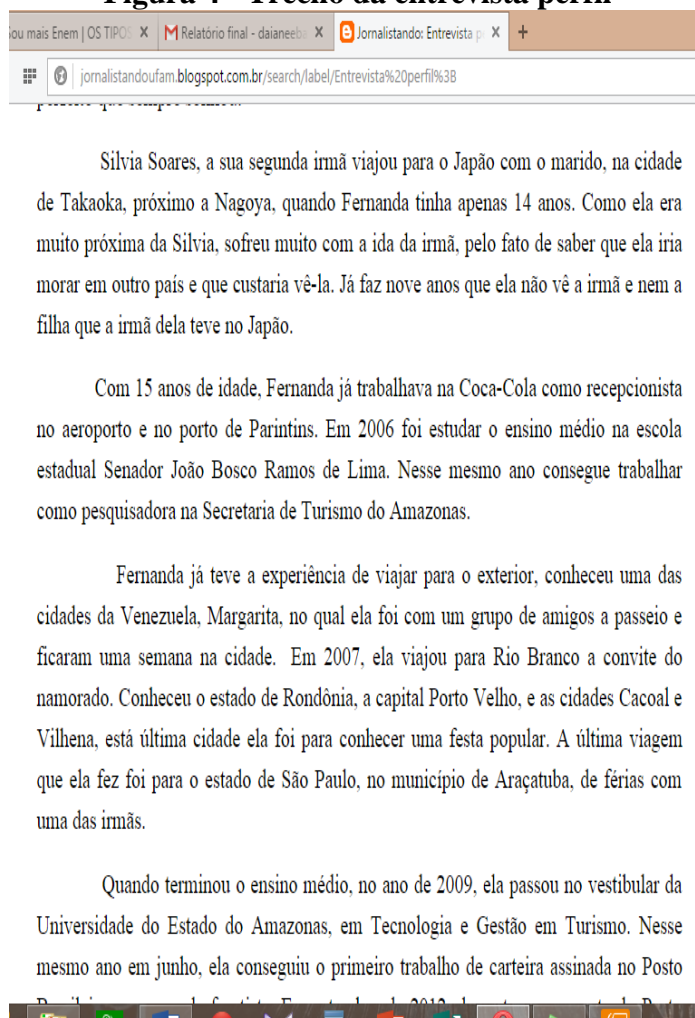 Figura 4 – Trecho da entrevista perfil
Sou mais Enem | OS TIPOS X Relatório final - daianeeba X Jornalistando: Entrevista p X +
jornalistandoufam.blogspot.com.br/search/label/Entrevista%20perfil%3B
perfeito que sempre sonhou.
Silvia Soares, a sua segunda irmã viajou para o Japão com o marido, na cidade
de Takaoka, próximo a Nagoya, quando Fernanda tinha apenas 14 anos. Como ela era
muito próxima da Silvia, sofreu muito com a ida da irmã, pelo fato de saber que ela iria
morar em outro país e que custaria vê-la. Já faz nove anos que ela não vê a irmã e nem a
filha que a irmã dela teve no Japão.
Com 15 anos de idade, Fernanda já trabalhava na Coca-Cola como recepcionista
no aeroporto e no porto de Parintins. Em 2006 foi estudar o ensino médio na escola
estadual Senador João Bosco Ramos de Lima. Nesse mesmo ano consegue trabalhar
como pesquisadora na Secretaria de Turismo do Amazonas.
Fernanda já teve a experiência de viajar para o exterior, conheceu uma das
cidades da Venezuela, Margarita, no qual ela foi com um grupo de amigos a passeio e
ficaram uma semana na cidade. Em 2007, ela viajou para Rio Branco a convite do
namorado. Conheceu o estado de Rondônia, a capital Porto Velho, e as cidades Cacoal e
Vilhena, está última cidade ela foi para conhecer uma festa popular. A última viagem
que ela fez foi para o estado de São Paulo, no município de Araçatuba, de férias com
uma das irmãs.
Quando terminou o ensino médio, no ano de 2009, ela passou no vestibular da
Universidade do Estado do Amazonas, em Tecnologia e Gestão em Turismo. Nesse
mesmo ano em junho, ela conseguiu o primeiro trabalho de carteira assinada no Posto